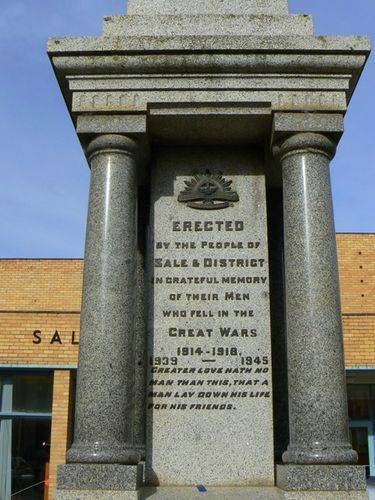 ERECTED
BY THE PEOPLE OF
SALE & DISTRICT
IN GRATEFUL MEMORY
OF THEIR MEN
WHO FELL IN THE
GREAT WARS
1914-1918
1939 — 1945
GREATER LOVE HATH NO
MAN THAN THIS, THAT A
MAN LAY DOWN HIS LIFE
FOR HIS FRIENDS.
SAL